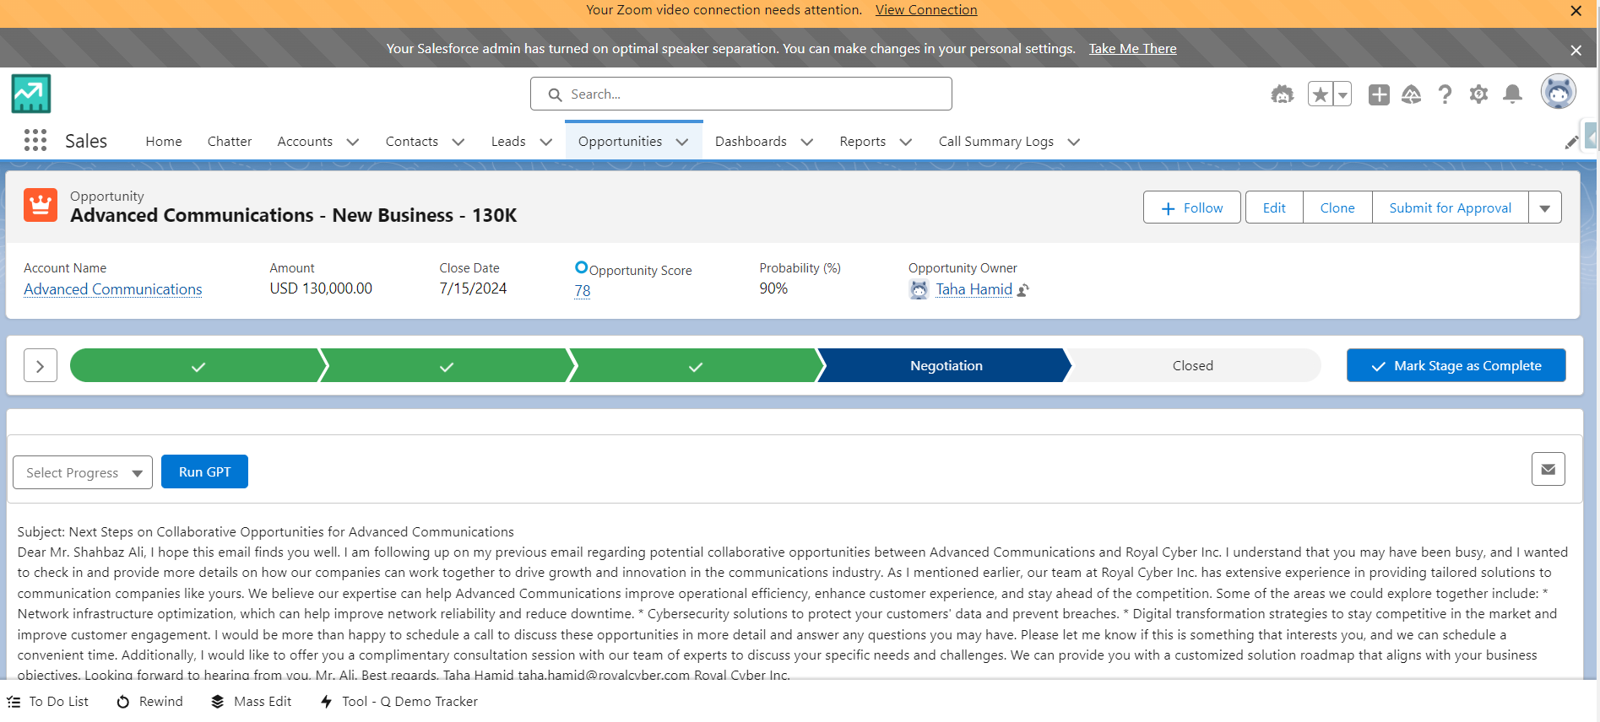 Your Zoom video connection needs attention. View Connection
Your Salesforce admin has turned on optimal speaker separation. You can make changes in your personal settings. Take Me There
Search...
Sales Home Chatter Accounts Contacts Leads Opportunities Dashboards Reports Call Summary Logs
Opportunity
Advanced Communications - New Business - 130K
Follow Edit Clone Submit for Approval
Account Name Amount Close Date Opportunity Score Probability (%) Opportunity Owner
Advanced Communications USD 130,000.00 7/15/2024 78 90% Taha Hamid
Negotiation Closed Mark Stage as Complete
Select Progress Run GPT
Subject: Next Steps on Collaborative Opportunities for Advanced Communications
Dear Mr. Shahbaz Ali, I hope this email finds you well. I am following up on my previous email regarding potential collaborative opportunities between Advanced Communications and Royal Cyber Inc. I understand that you may have been busy, and I wanted
to check in and provide more details on how our companies can work together to drive growth and innovation in the communications industry. As I mentioned earlier, our team at Royal Cyber Inc. has extensive experience in providing tailored solutions to
communication companies like yours. We believe our expertise can help Advanced Communications improve operational efficiency, enhance customer experience, and stay ahead of the competition. Some of the areas we could explore together include: *
Network infrastructure optimization, which can help improve network reliability and reduce downtime. * Cybersecurity solutions to protect your customers' data and prevent breaches. * Digital transformation strategies to stay competitive in the market and
improve customer engagement. I would be more than happy to schedule a call to discuss these opportunities in more detail and answer any questions you may have. Please let me know if this is something that interests you, and we can schedule a
convenient time. Additionally, I would like to offer you a complimentary consultation session with our team of experts to discuss your specific needs and challenges. We can provide you with a customized solution roadmap that aligns with your business
objectives. Looking forward to hearing from you, Mr. Ali. Best regards, Taha Hamid taha.hamid@royalcyber.com Royal Cyber Inc.
To Do List Rewind Mass Edit Tool - Q Demo Tracker